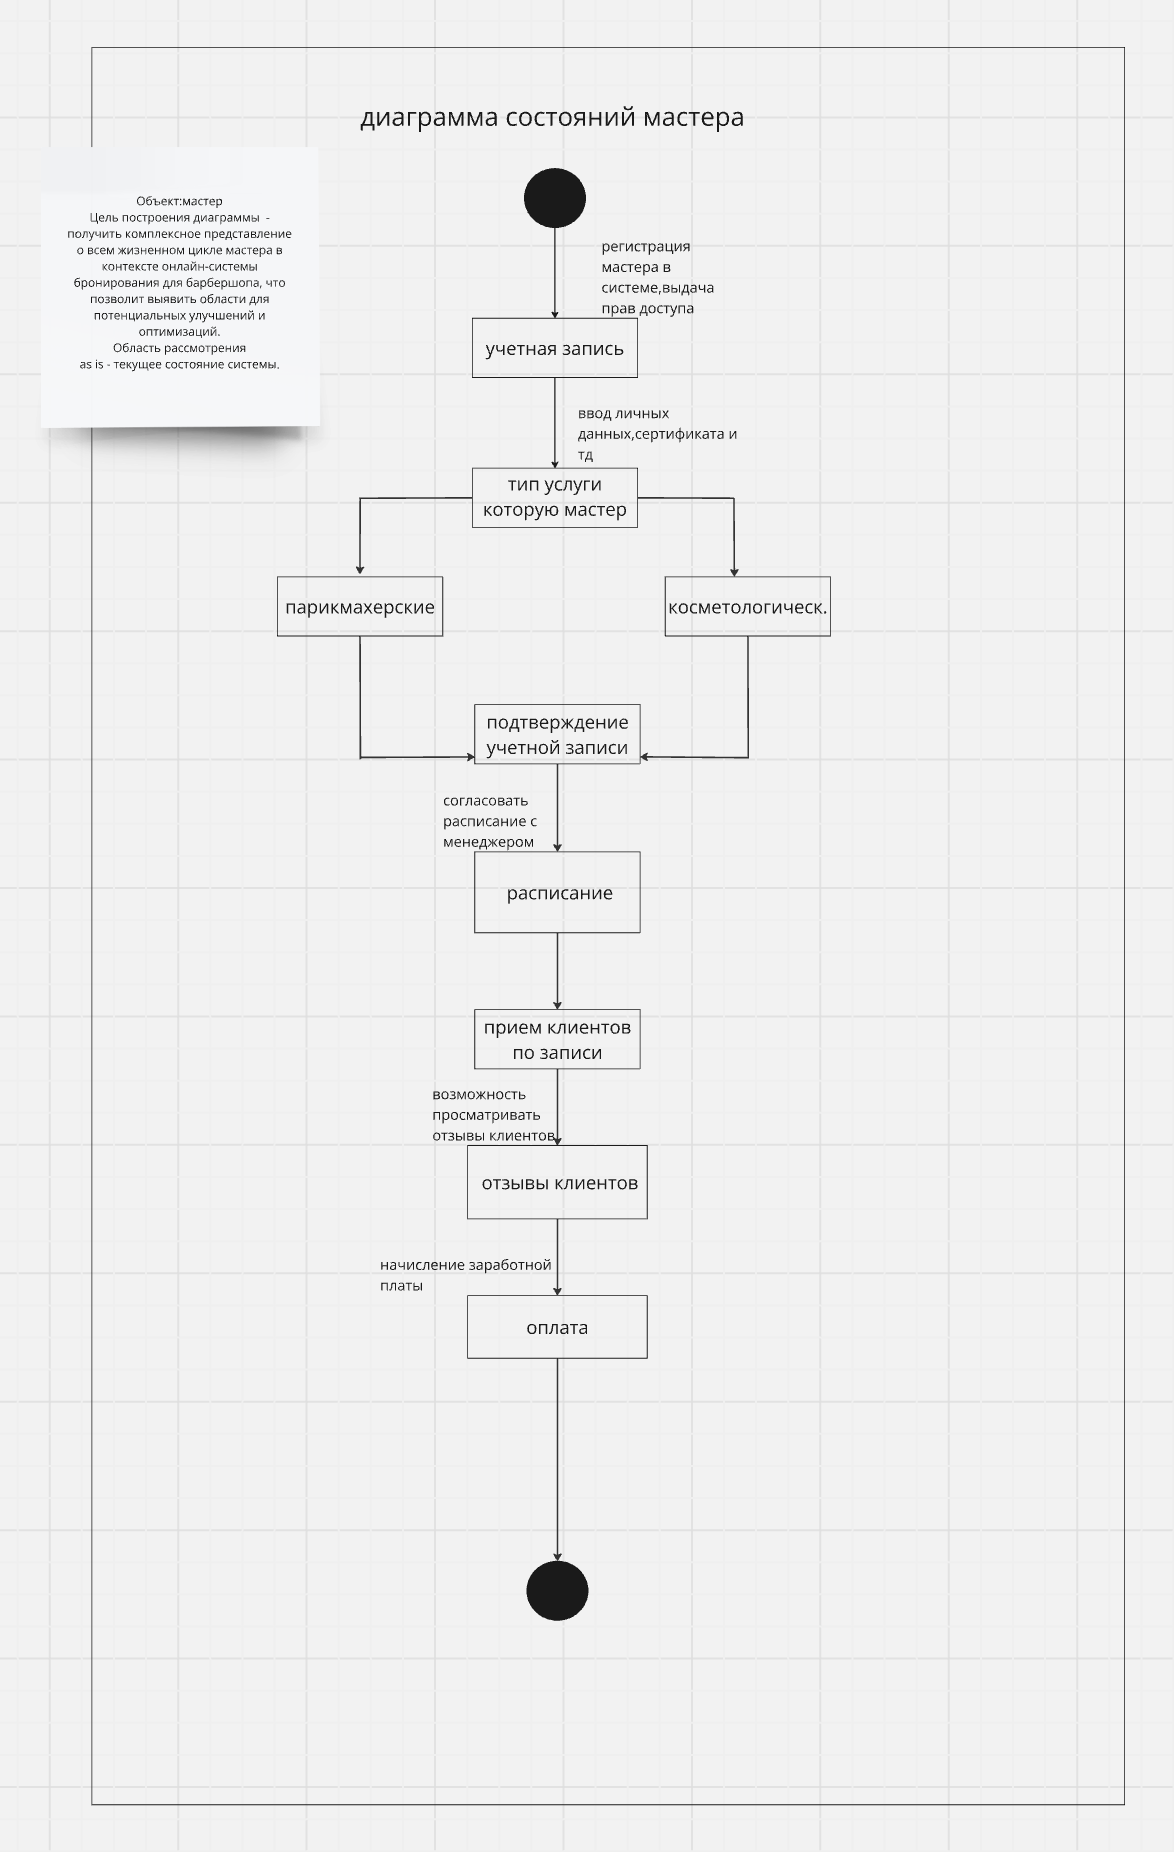 диаграмма состояний мастера
Объект:мастер
Цель построения диаграммы  -
получить комплексное представление
о всем жизненном цикле мастера в
контексте онлайн-системы
бронирования для барбершопа, что
позволит выявить области для
потенциальных улучшений и
оптимизаций.
Область рассмотрения
as is - текущее состояние системы.
регистрация
мастера в
системе,выдача
прав доступа
учетная запись
ввод личных
данных,сертификата и
тд
тип услуги
которую мастер
парикмахерские
косметологическ.
подтверждение
учетной записи
согласовать
расписание с
менеджером
расписание
прием клиентов
по записи
возможность
просматривать
отзывы клиентов
отзывы клиентов
начисление заработной
платы
оплата